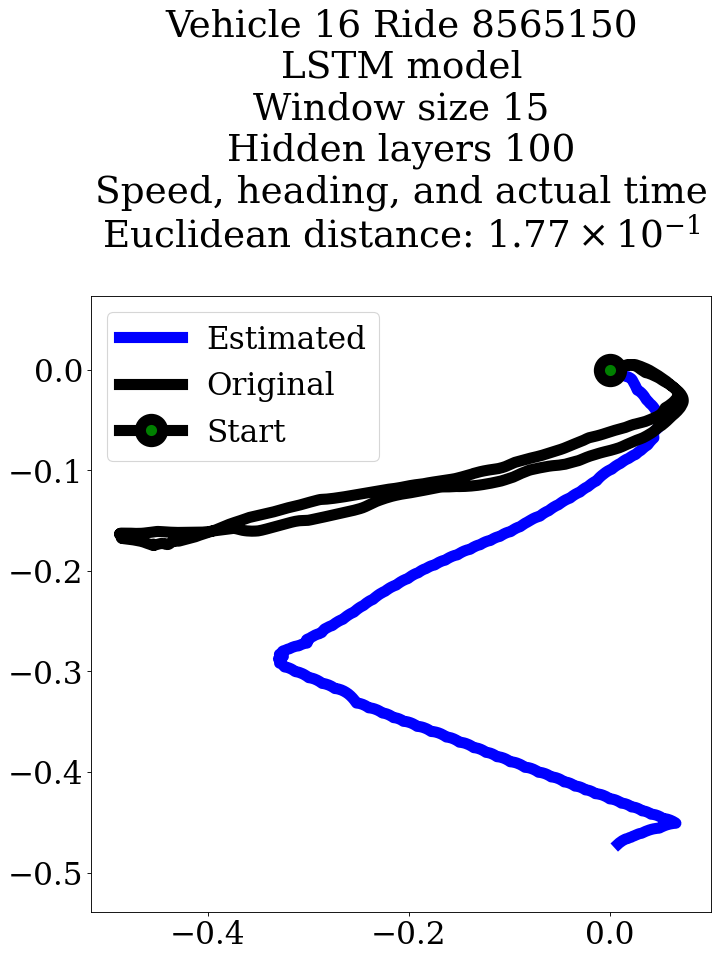 Vehicle 16 Ride 8565150
LSTM model
Window size 15
Hidden layers 100
Speed, heading, and actual time
Euclidean distance: 1.77 × 10⁻¹
Estimated
Original
Start
0.0
−0.1
−0.2
−0.3
−0.4
−0.5
−0.4
−0.2
0.0